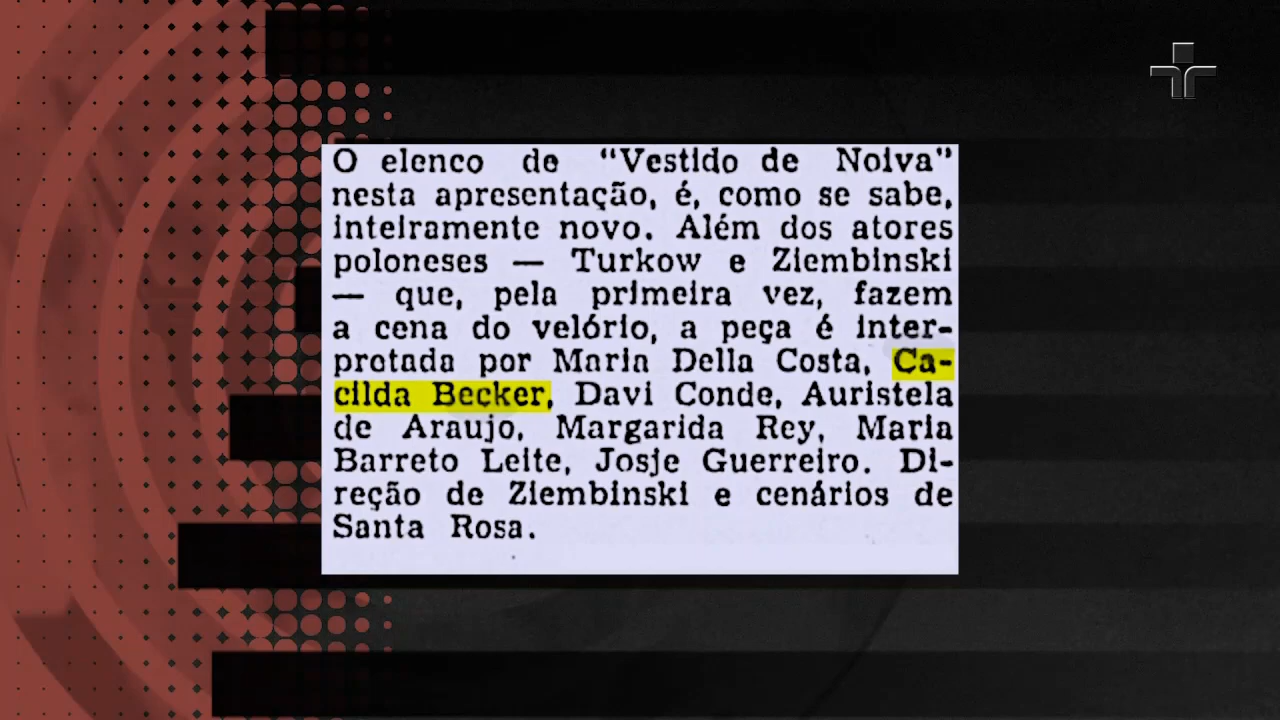 O elenco de “Vestido de Noiva”
nesta apresentação, é, como se sabe,
inteiramente novo. Além dos atores
poloneses — Turkow e Ziembinski
— que, pela primeira vez, fazem
a cena do velório, a peça é inter-
protada por Maria Della Costa, Ca-
cilda Becker, Davi Conde, Auristela
de Araujo, Margarida Rey, Maria
Barreto Leite, Josje Guerreiro. Di-
reção de Ziembinski e cenários de
Santa Rosa.